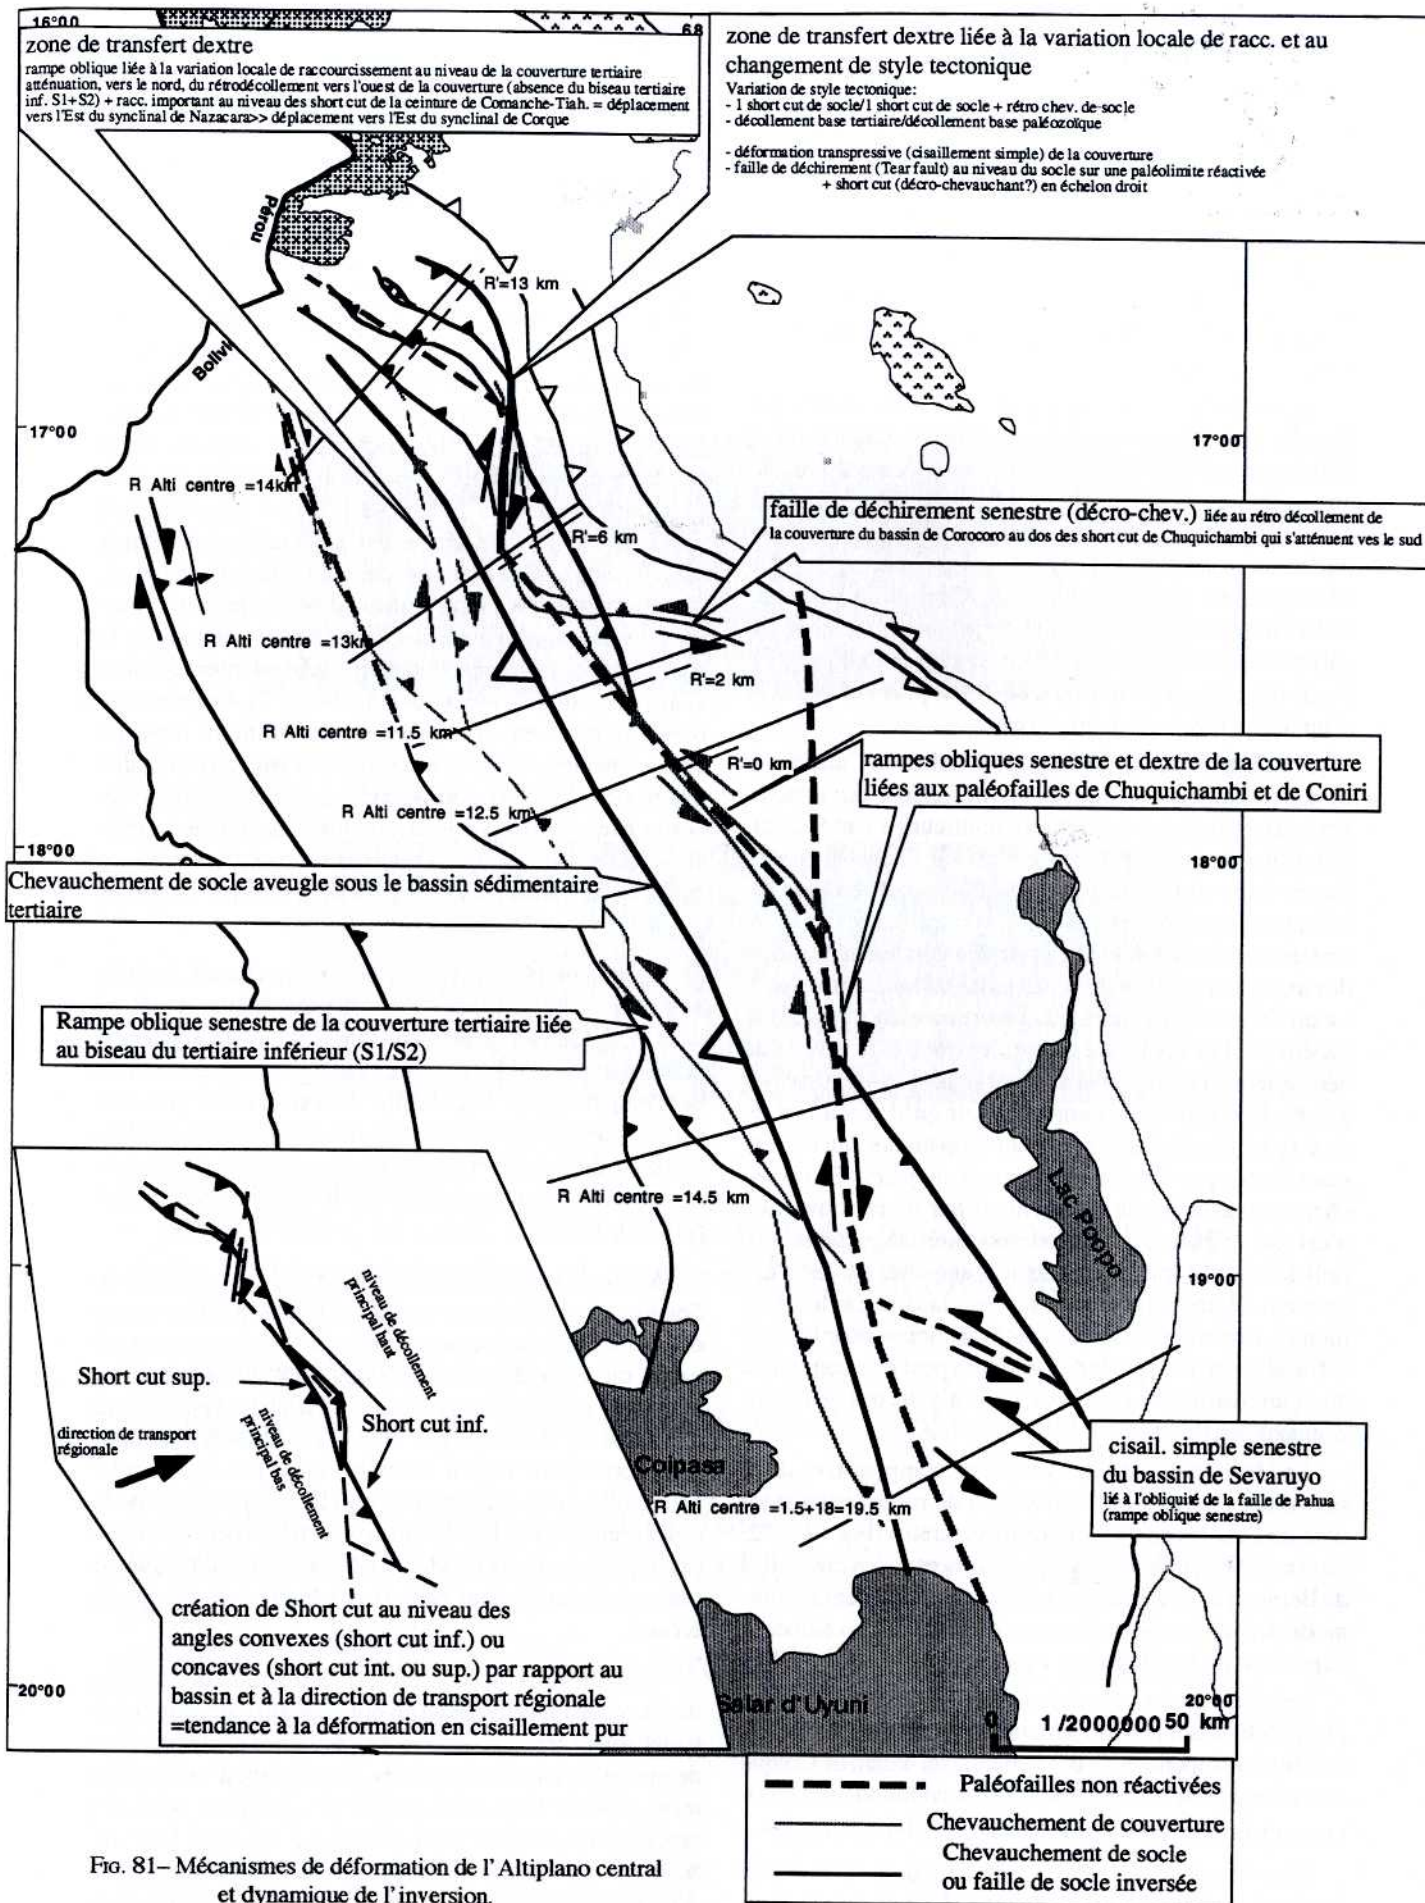 16°00
68
zone de transfert dextre
rampe oblique liée à la variation locale de raccourcissement au niveau de la couverture tertiaire
atténuation, vers le nord, du rétrodécollement vers l'ouest de la couverture (absence du biseau tertiaire
inf. S1+S2) + racc. important au niveau des short cut de la ceinture de Comanche-Tiah. = déplacement
vers l'Est du synclinal de Nazacara>> déplacement vers l'Est du synclinal de Corque
zone de transfert dextre liée à la variation locale de racc. et au
changement de style tectonique
Variation de style tectonique:
- 1 short cut de socle/1 short cut de socle + rétro chev. de socle
- décollement base tertiaire/décollement base paléozoïque
- déformation transpressive (cisaillement simple) de la couverture
- faille de déchirement (Tear fault) au niveau du socle sur une paléolimite réactivée
+ short cut (décro-chevauchant?) en échelon droit
Pérou
R'=13 km
Bolivi
17°00
17°00
R Alti centre =14km
faille de déchirement senestre (décro-chev.) liée au rétro décollement de
la couverture du bassin de Corocoro au dos des short cut de Chuquichambi qui s'atténuent ves le sud
R'=6 km
R Alti centre =13km
R'=2 km
R Alti centre =11.5 km
R'=0 km
rampes obliques senestre et dextre de la couverture
liées aux paléofailles de Chuquichambi et de Coniri
R Alti centre =12.5 km
18°00
18°00
Chevauchement de socle aveugle sous le bassin sédimentaire
tertiaire
Rampe oblique senestre de la couverture tertiaire liée
au biseau du tertiaire inférieur (S1/S2)
R Alti centre =14.5 km
Lac Poopo
19°00
niveau de décollement
principal haut
Short cut sup.
Short cut inf.
niveau de décollement
principal bas
direction de transport
régionale
Coipasa
cisail. simple senestre
du bassin de Sevaruyo
lié à l'obliquité de la faille de Pahua
(rampe oblique senestre)
R Alti centre =1.5+18=19.5 km
création de Short cut au niveau des
angles convexes (short cut inf.) ou
concaves (short cut int. ou sup.) par rapport au
bassin et à la direction de transport régionale
=tendance à la déformation en cisaillement pur
20°00
20°00
Salar d'Uyuni
0 1 /2000000 50 km
Paléofailles non réactivées
Chevauchement de couverture
Chevauchement de socle
ou faille de socle inversée
FIG. 81– Mécanismes de déformation de l'Altiplano central
et dynamique de l'inversion.